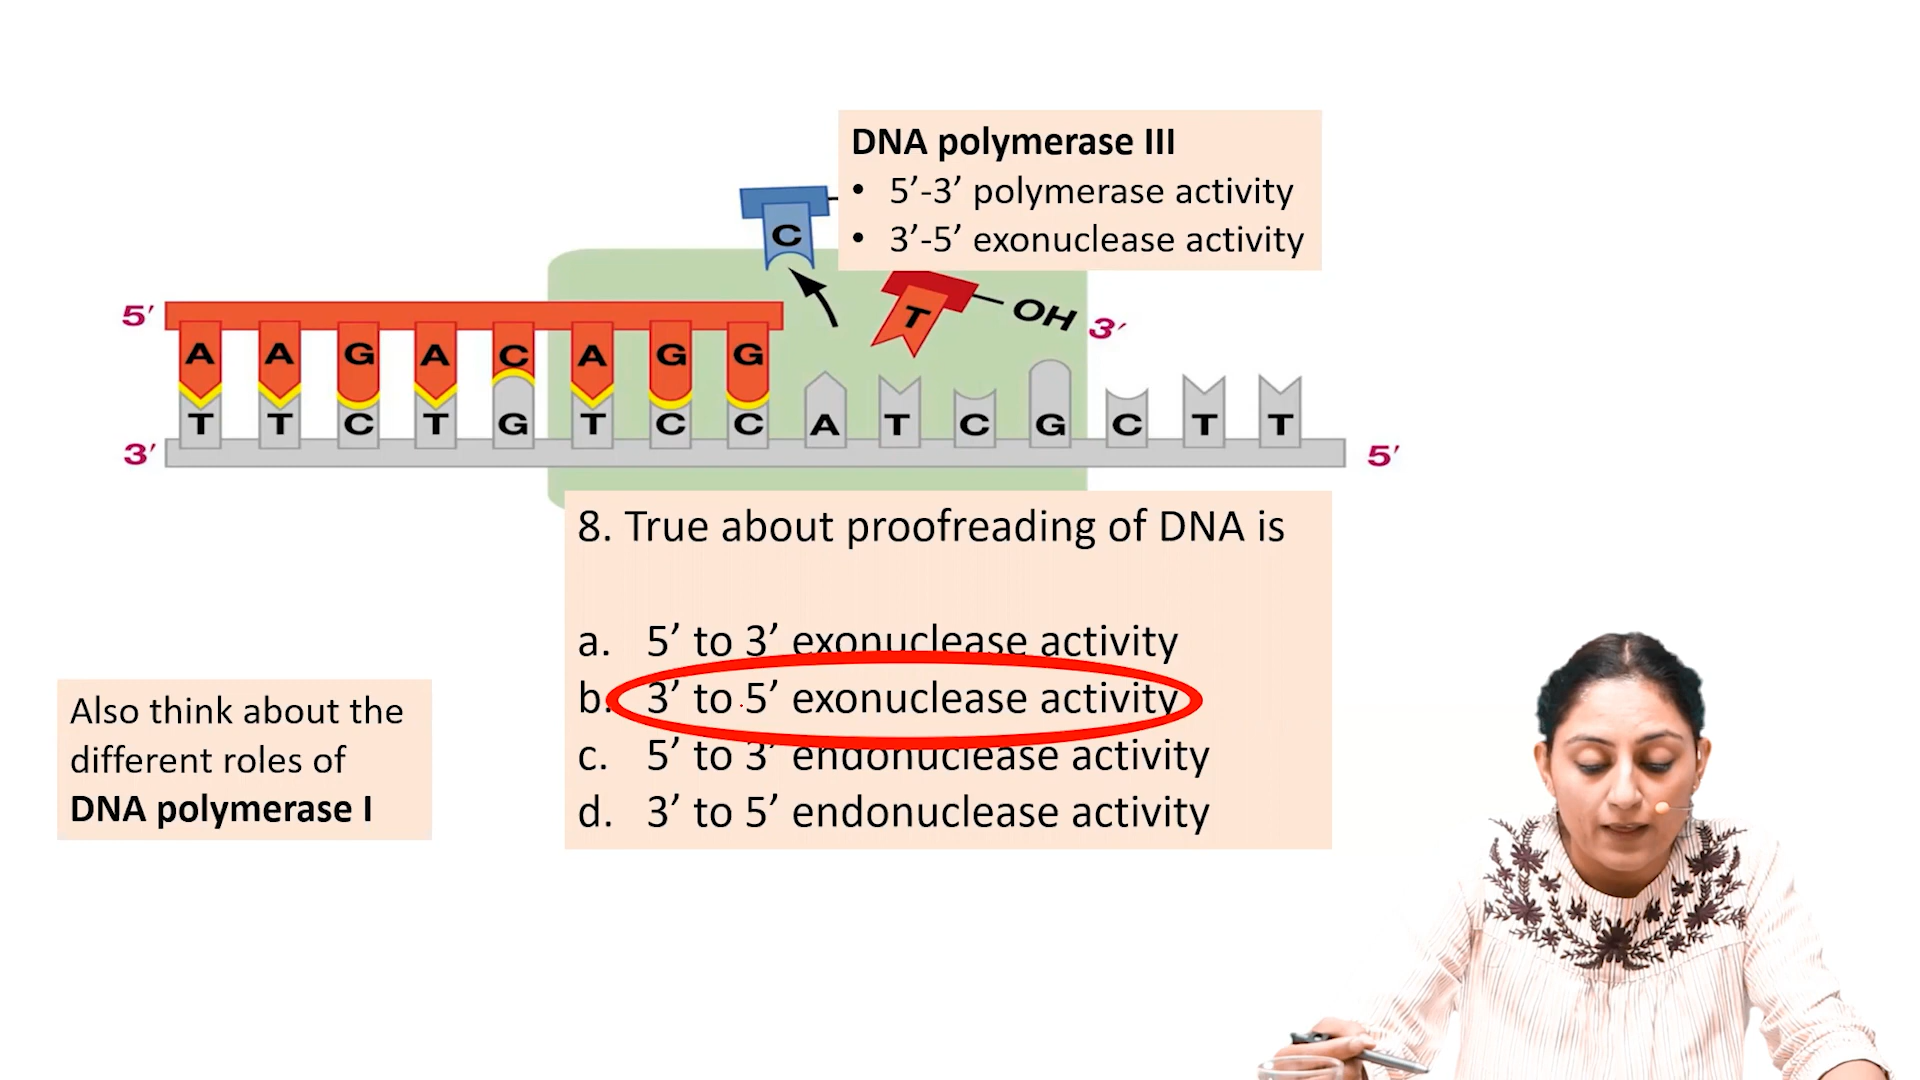 DNA polymerase III
• 5’-3’ polymerase activity
• 3’-5’ exonuclease activity
C
T
OH 3′
5′
A A G A C A G G
T T C T G T C C A T C G C T T
3′
5′
8. True about proofreading of DNA is
a. 5’ to 3’ exonuclease activity
b. 3’ to 5’ exonuclease activity
c. 5’ to 3’ endonuclease activity
d. 3’ to 5’ endonuclease activity
Also think about the
different roles of
DNA polymerase I